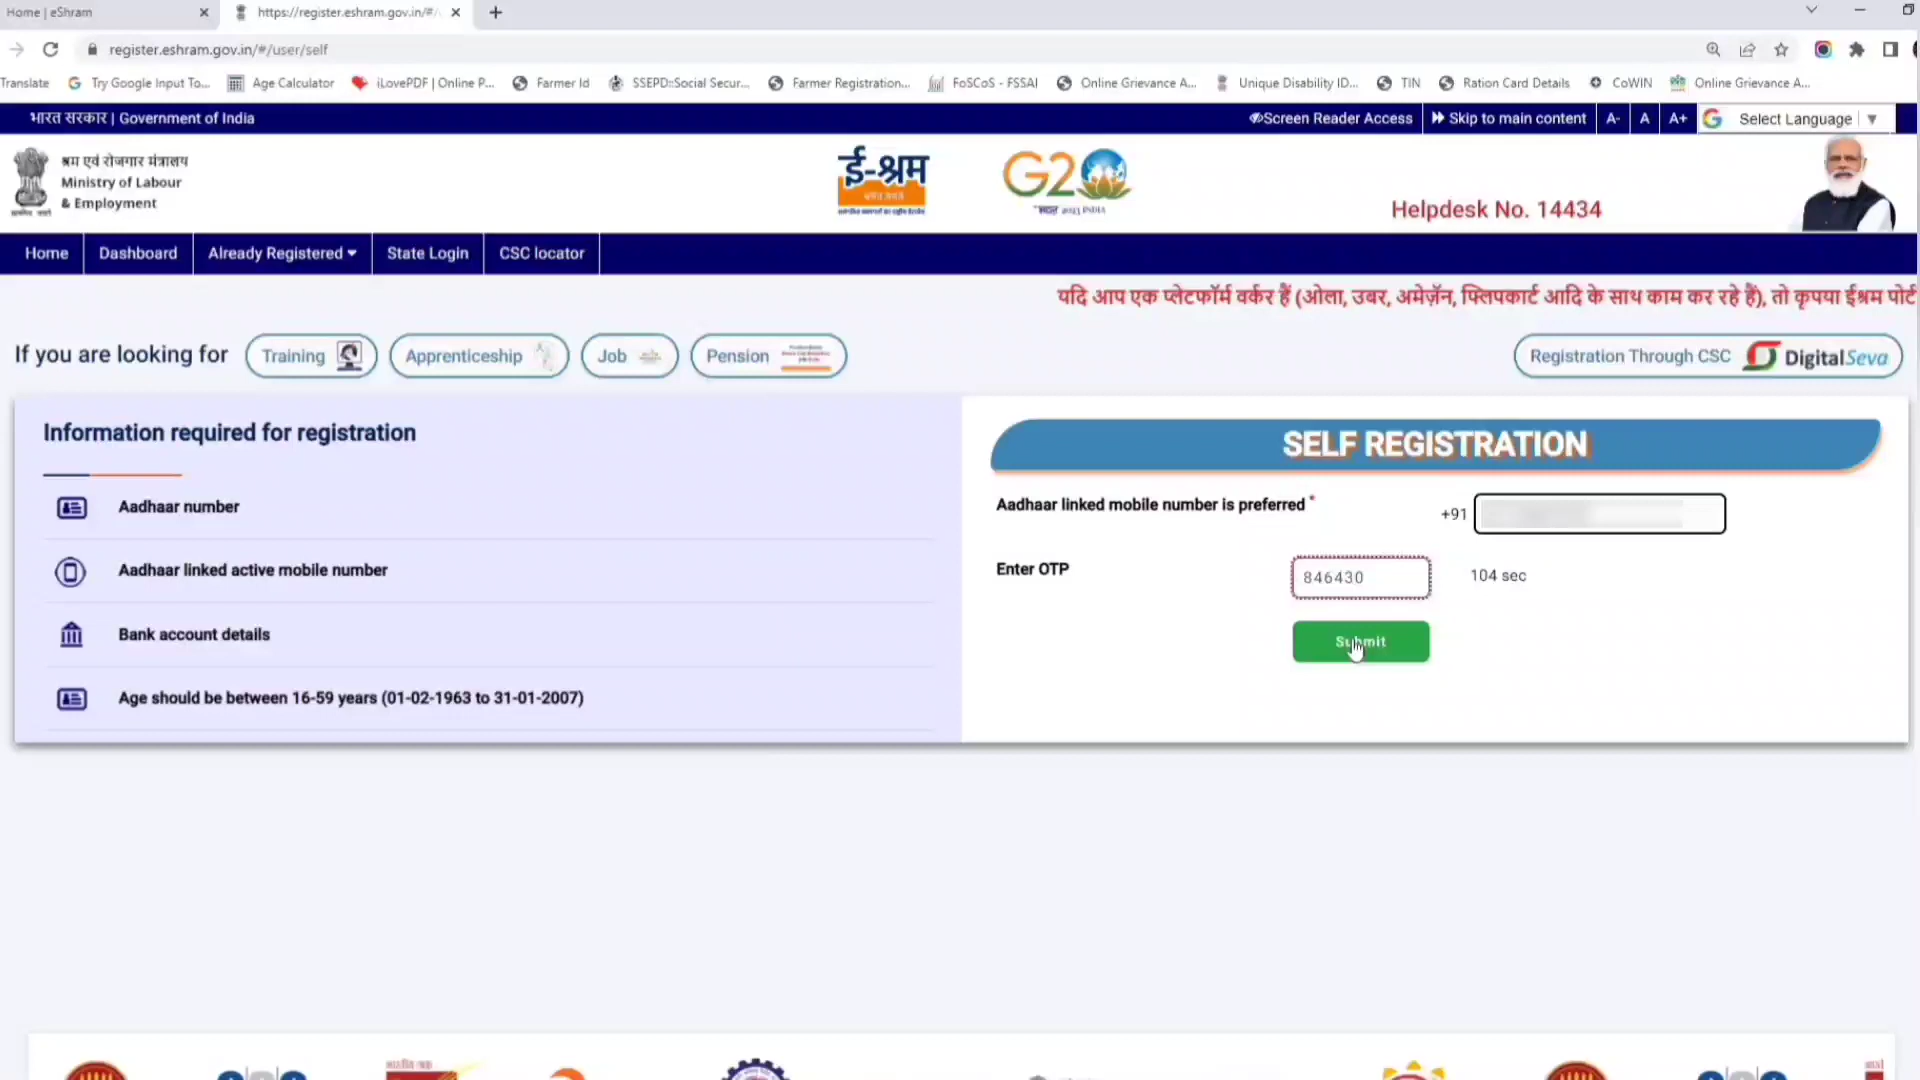 Home | eShram
https://register.eshram.gov.in/#/
register.eshram.gov.in/#/user/self
Translate Try Google Input To... Age Calculator iLovePDF | Online P... Farmer Id SSEPD::Social Secur... Farmer Registration... FoSCoS - FSSAI Online Grievance A... Unique Disability ID... TIN Ration Card Details CoWIN Online Grievance A...
भारत सरकार | Government of India
Screen Reader Access Skip to main content A- A A+ G Select Language ▼
श्रम एवं रोजगार मंत्रालय
Ministry of Labour
& Employment
ई-श्रम
G20
Helpdesk No. 14434
Home Dashboard Already Registered State Login CSC locator
यदि आप एक प्लेटफॉर्म वर्कर हैं (ओला, उबर, अमेज़ॅन, फ्लिपकार्ट आदि के साथ काम कर रहे हैं), तो कृपया ईश्रम पोर्ट
If you are looking for Training Apprenticeship Job Pension
Registration Through CSC DigitalSeva
Information required for registration
Aadhaar number
Aadhaar linked active mobile number
Bank account details
Age should be between 16-59 years (01-02-1963 to 31-01-2007)
SELF REGISTRATION
Aadhaar linked mobile number is preferred * +91
Enter OTP 846430 104 sec
Submit